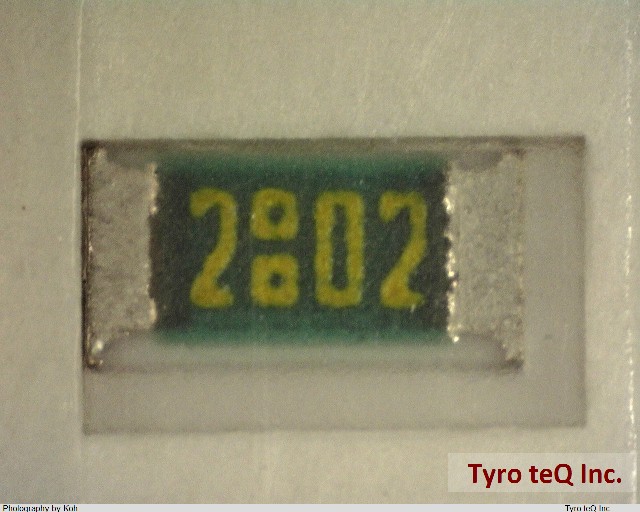 2802
Tyro teQ Inc.
Photography by Koh
Tyro teQ Inc